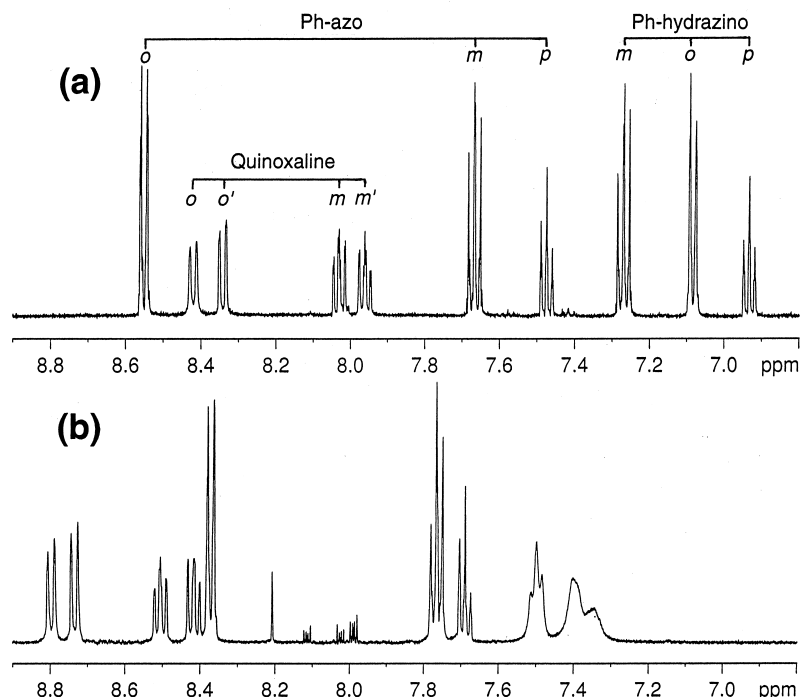 Ph-azo Ph-hydrazino
o m p m o p
(a)
Quinoxaline
o o' m m'
8.8 8.6 8.4 8.2 8.0 7.8 7.6 7.4 7.2 7.0 ppm
(b)
8.8 8.6 8.4 8.2 8.0 7.8 7.6 7.4 7.2 7.0 ppm